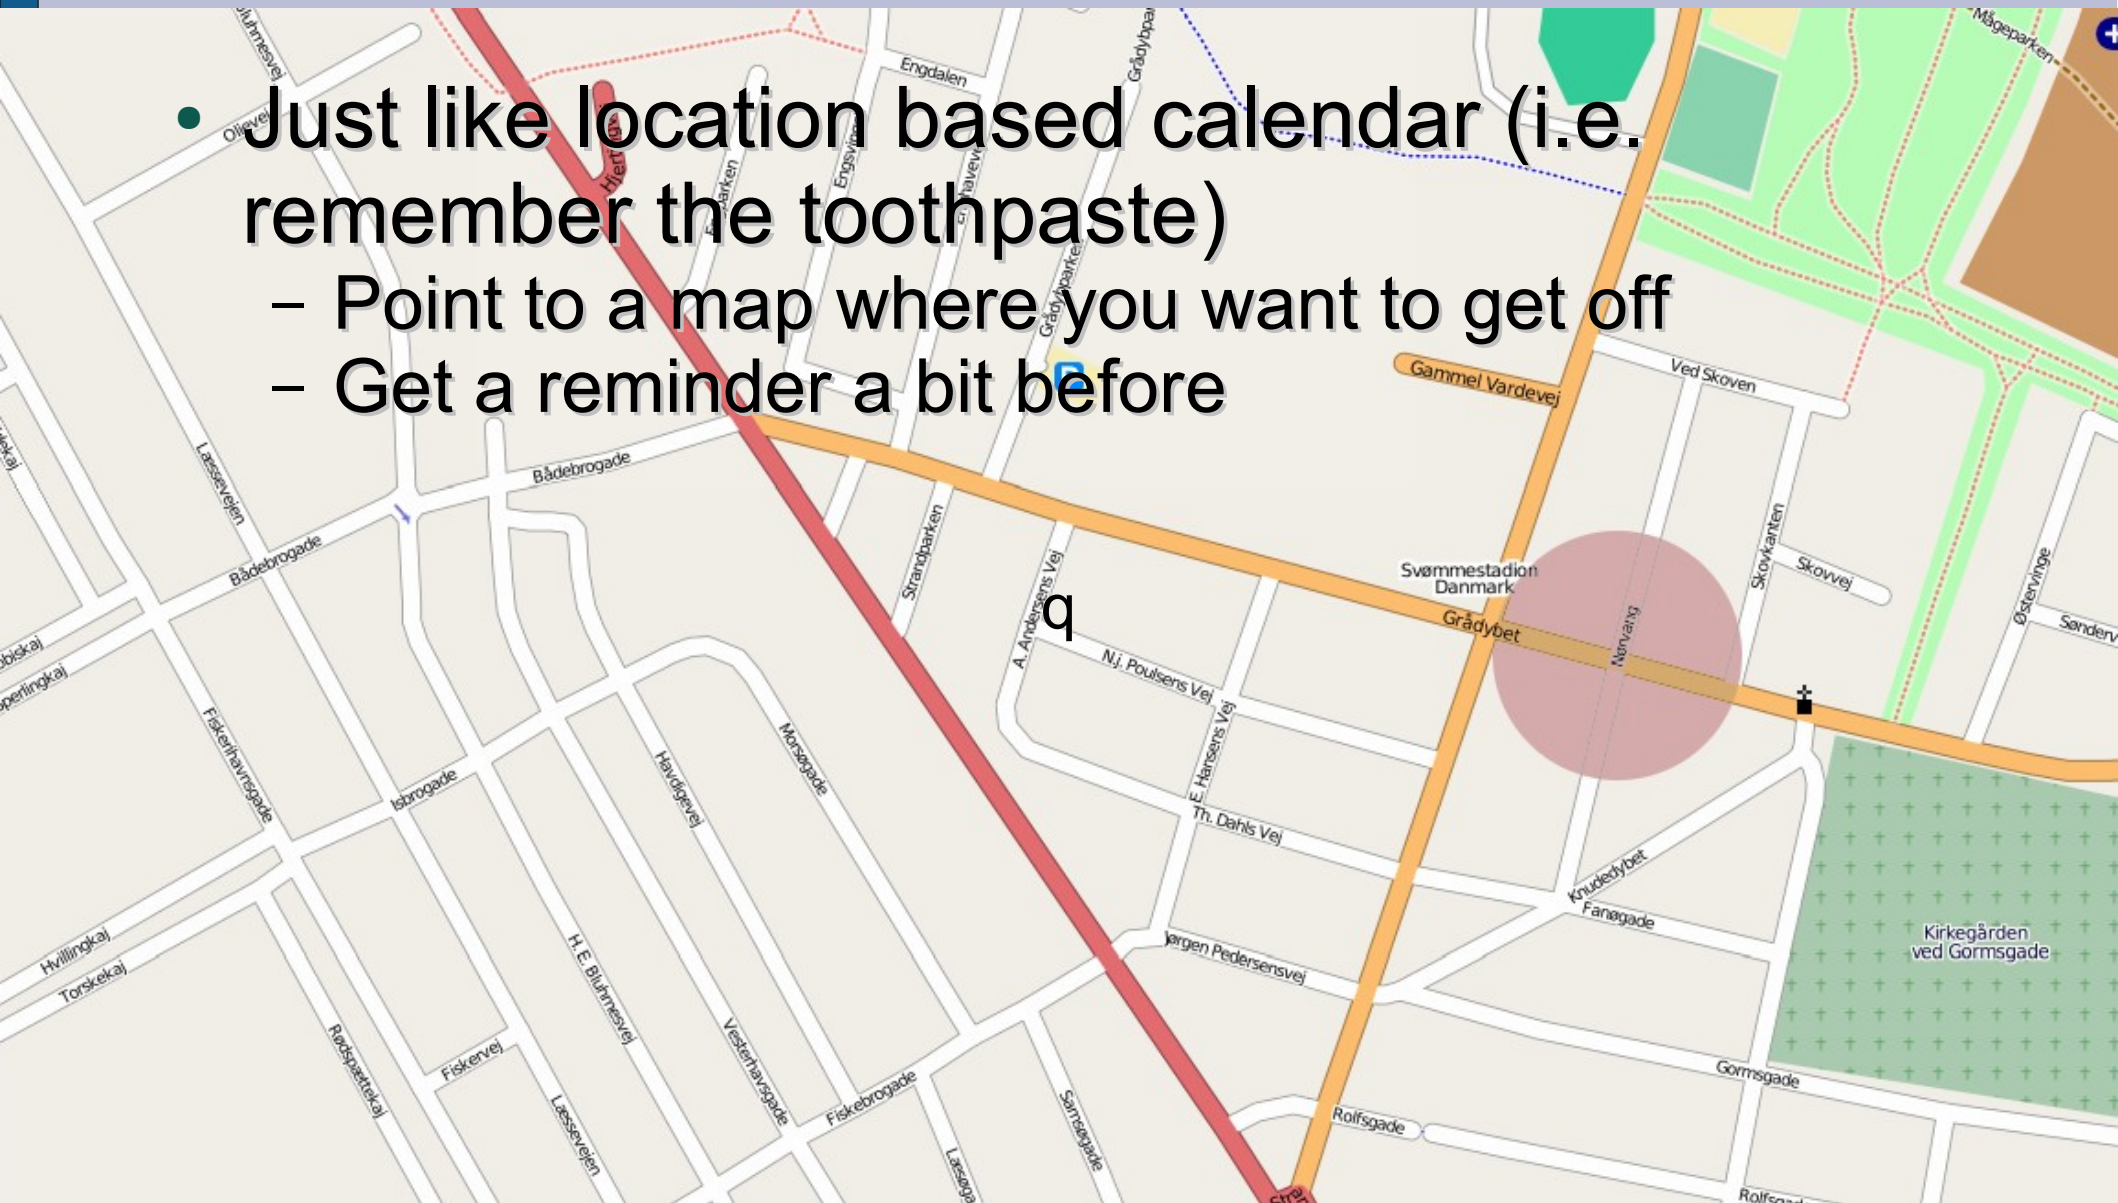 • Just like location based calendar (i.e.
remember the toothpaste)
– Point to a map where you want to get off
– Get a reminder a bit before
Mågeparken
Engdalen
Grådybparken
Gammel Vardevej
Ved Skoven
Læssevejen
Bådebrogade
Bådebrogade
Strandparken
A. Andersens Vej
q
Svømmestadion
Danmark
Grådybet
Nørvang
Skovkanten
Skovvej
Østervinge
N.j. Poulsens Vej
E. Hansens Vej
Th. Dahls Vej
Fiskerihavnsgade
Isbrogade
Havdigevej
Morsøgade
Knudedybet
Fanøgade
Kirkegården
ved Gormsgade
Jørgen Pedersensvej
Hvillingkaj
Torskekaj
H.E. Bluhmesvej
Rødspættekaj
Fiskervej
Læssevejen
Vesterhavsgade
Fiskebrogade
Samsøgade
Gormsgade
Rolfsgade